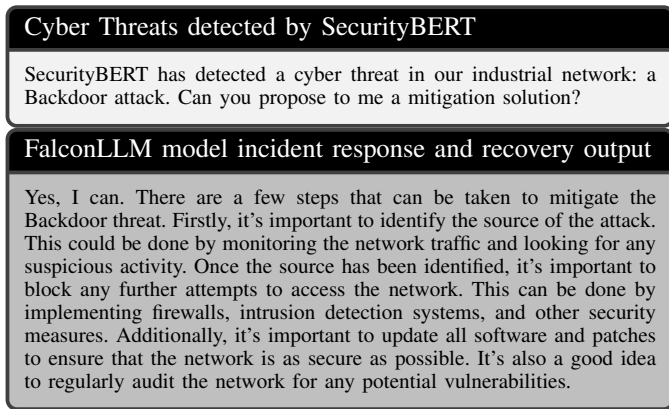 Cyber Threats detected by SecurityBERT
SecurityBERT has detected a cyber threat in our industrial network: a
Backdoor attack. Can you propose to me a mitigation solution?
FalconLLM model incident response and recovery output
Yes, I can. There are a few steps that can be taken to mitigate the
Backdoor threat. Firstly, it's important to identify the source of the attack.
This could be done by monitoring the network traffic and looking for any
suspicious activity. Once the source has been identified, it's important to
block any further attempts to access the network. This can be done by
implementing firewalls, intrusion detection systems, and other security
measures. Additionally, it's important to update all software and patches
to ensure that the network is as secure as possible. It's also a good idea
to regularly audit the network for any potential vulnerabilities.